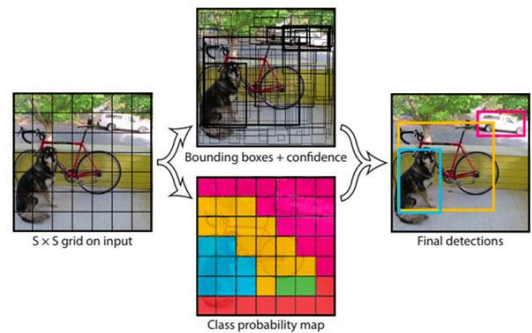 Bounding boxes + confidence
S × S grid on input
Final detections
Class probability map